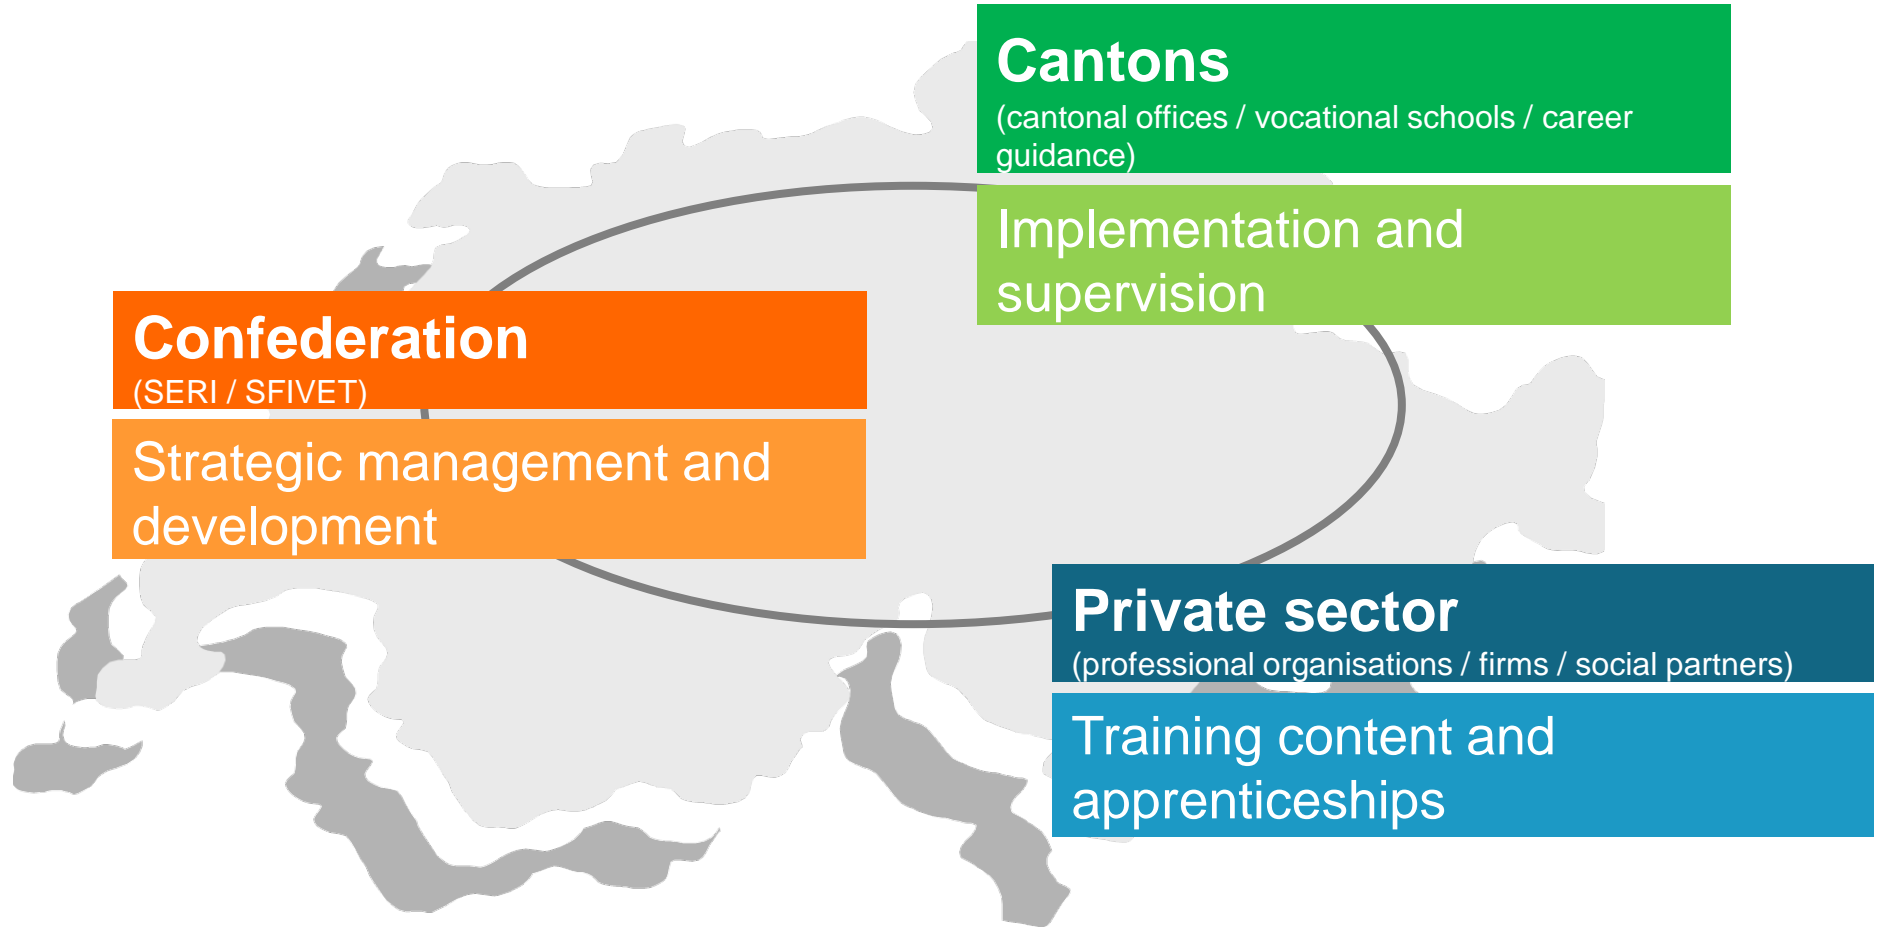 Cantons
(cantonal offices / vocational schools / career
guidance)
Implementation and
supervision
Confederation
(SERI / SFIVET)
Strategic management and
development
Private sector
(professional organisations / firms / social partners)
Training content and
apprenticeships